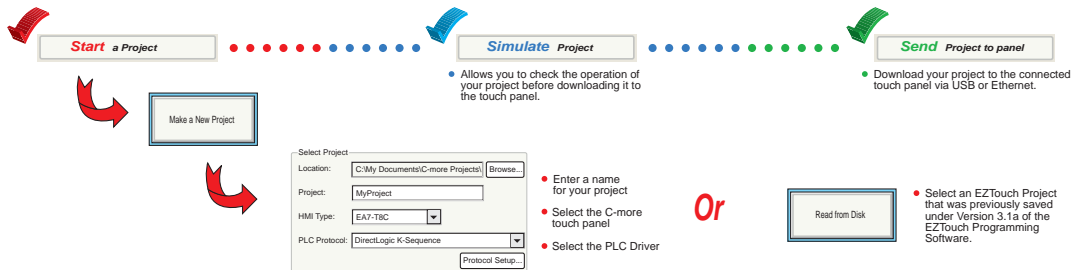 Start a Project
Simulate Project
Send Project to panel
• Allows you to check the operation of
your project before downloading it to
the touch panel.
• Download your project to the connected
touch panel via USB or Ethernet.
Make a New Project
Select Project
Location: C:\My Documents\C-more Projects\ Browse...
Project: MyProject
HMI Type: EA7-T8C
PLC Protocol: DirectLogic K-Sequence
Protocol Setup...
• Enter a name
for your project
• Select the C-more
touch panel
• Select the PLC Driver
Or
Read from Disk
• Select an EZTouch Project
that was previously saved
under Version 3.1a of the
EZTouch Programming
Software.